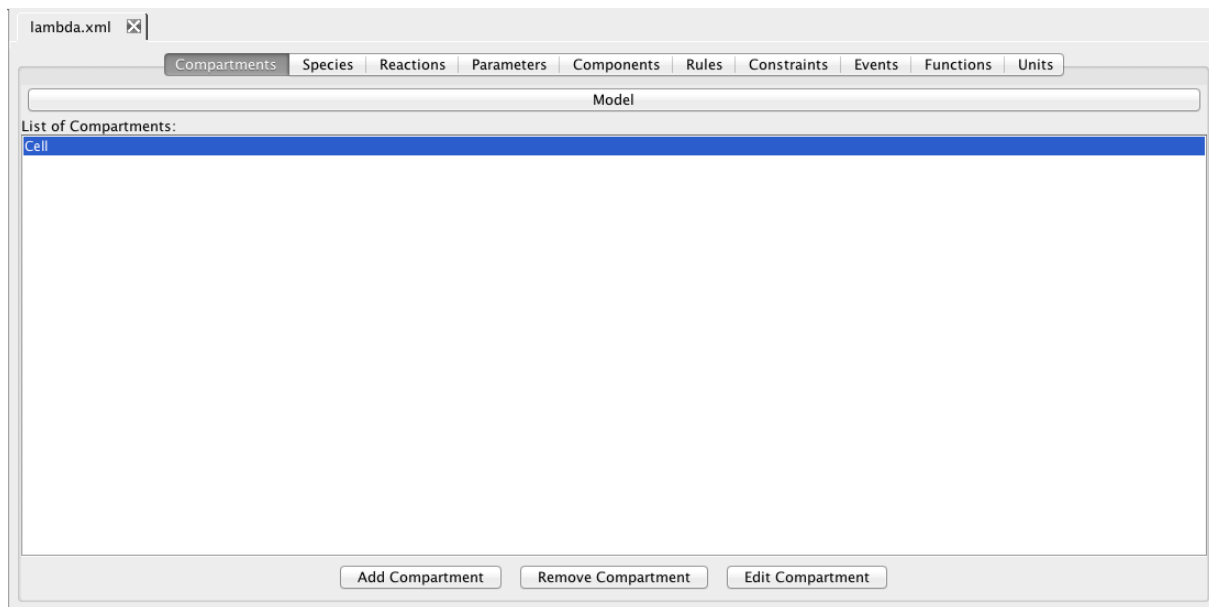 lambda.xml
Compartments Species Reactions Parameters Components Rules Constraints Events Functions Units
Model
List of Compartments:
Cell
Add Compartment Remove Compartment Edit Compartment